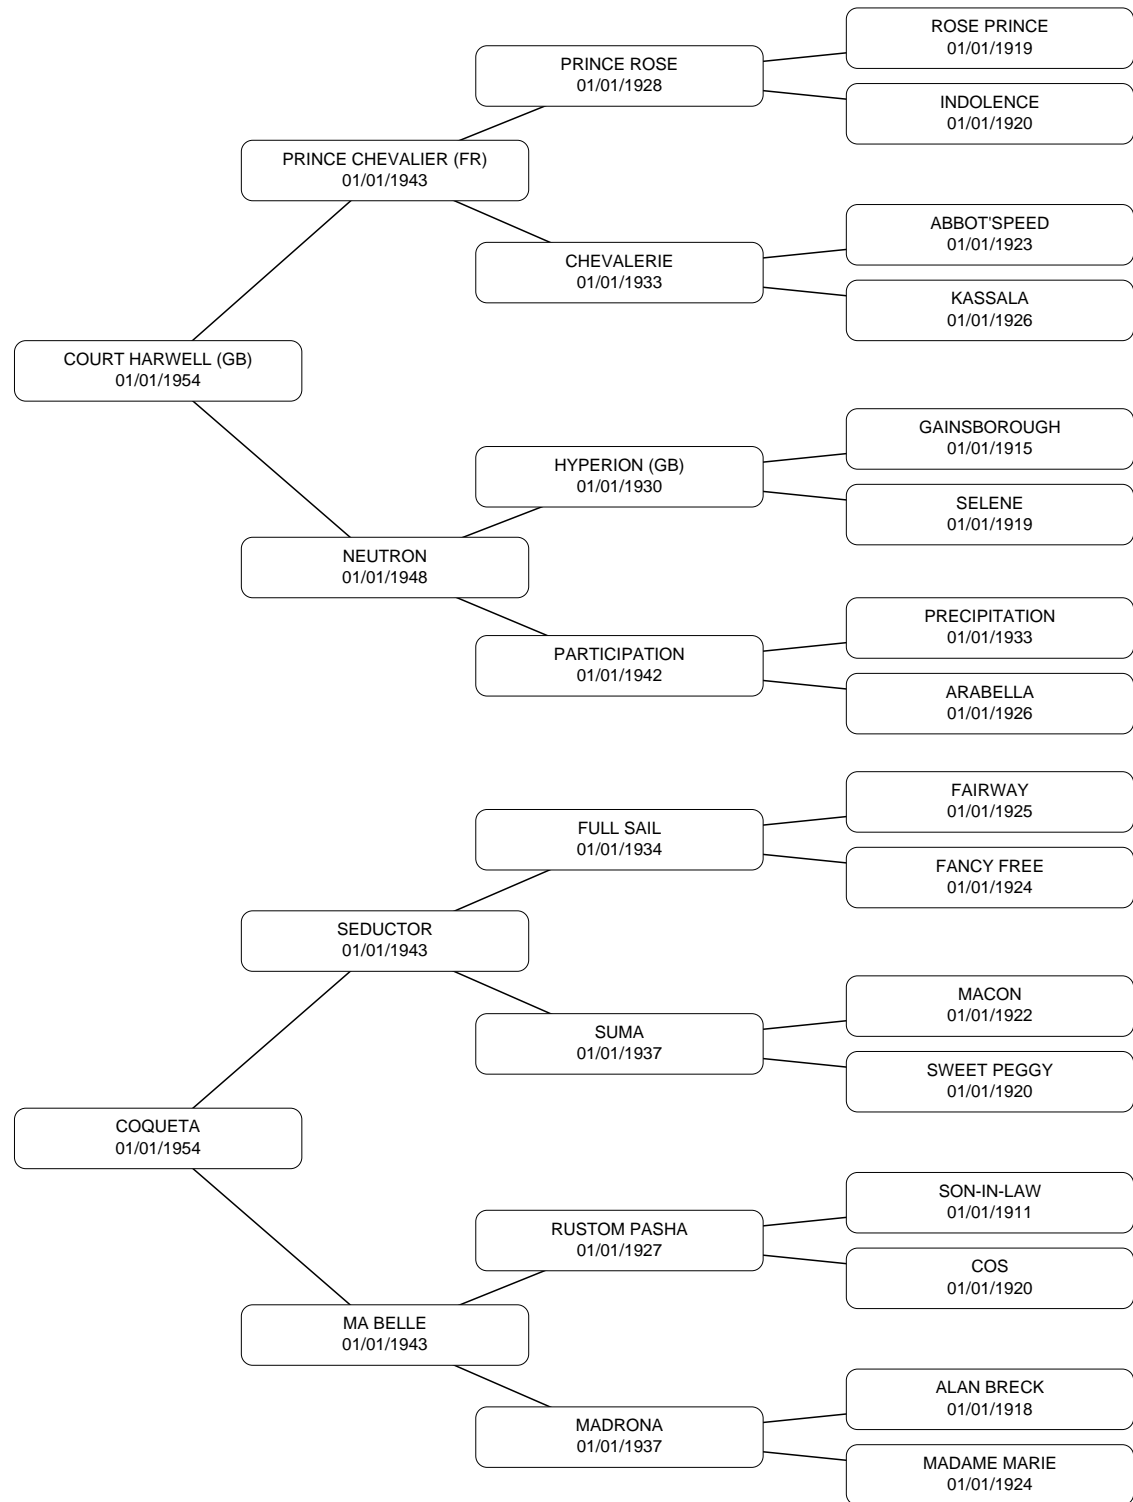 ROSE PRINCE
01/01/1919
PRINCE ROSE
01/01/1928
INDOLENCE
01/01/1920
PRINCE CHEVALIER (FR)
01/01/1943
ABBOT'SPEED
01/01/1923
CHEVALERIE
01/01/1933
KASSALA
01/01/1926
COURT HARWELL (GB)
01/01/1954
GAINSBOROUGH
01/01/1915
HYPERION (GB)
01/01/1930
SELENE
01/01/1919
NEUTRON
01/01/1948
PRECIPITATION
01/01/1933
PARTICIPATION
01/01/1942
ARABELLA
01/01/1926
FAIRWAY
01/01/1925
FULL SAIL
01/01/1934
FANCY FREE
01/01/1924
SEDUCTOR
01/01/1943
MACON
01/01/1922
SUMA
01/01/1937
SWEET PEGGY
01/01/1920
COQUETA
01/01/1954
SON-IN-LAW
01/01/1911
RUSTOM PASHA
01/01/1927
COS
01/01/1920
MA BELLE
01/01/1943
ALAN BRECK
01/01/1918
MADRONA
01/01/1937
MADAME MARIE
01/01/1924